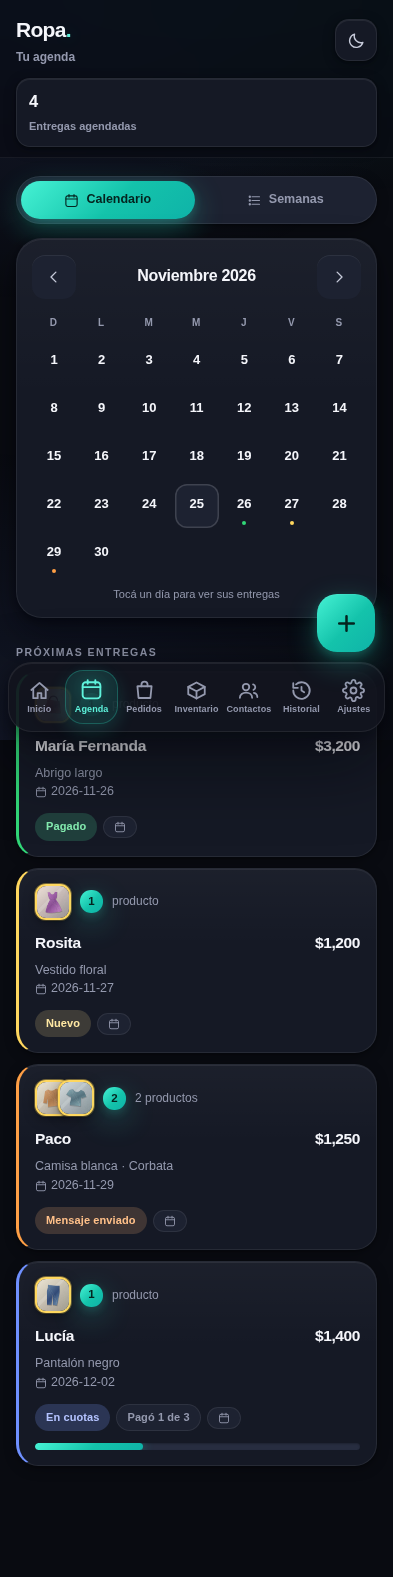 Ropa.
Tu agenda
4
Entregas agendadas
Calendario
Semanas
Noviembre 2026
D L M M J V S
1 2 3 4 5 6 7
8 9 10 11 12 13 14
15 16 17 18 19 20 21
22 23 24 25 26 27 28
29 30
Tocá un día para ver sus entregas
PRÓXIMAS ENTREGAS
Inicio Agenda Pedidos Inventario Contactos Historial Ajustes
María Fernanda $3,200
Abrigo largo
2026-11-26
Pagado
1 producto
Rosita $1,200
Vestido floral
2026-11-27
Nuevo
2 2 productos
Paco $1,250
Camisa blanca · Corbata
2026-11-29
Mensaje enviado
1 producto
Lucía $1,400
Pantalón negro
2026-12-02
En cuotas Pagó 1 de 3